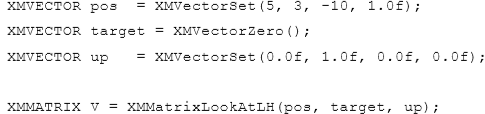 XMVECTOR pos  = XMVectorSet(5, 3, -10, 1.0f);
XMVECTOR target = XMVectorZero();
XMVECTOR up   = XMVectorSet(0.0f, 1.0f, 0.0f, 0.0f);
XMMATRIX V = XMMatrixLookAtLH(pos, target, up);